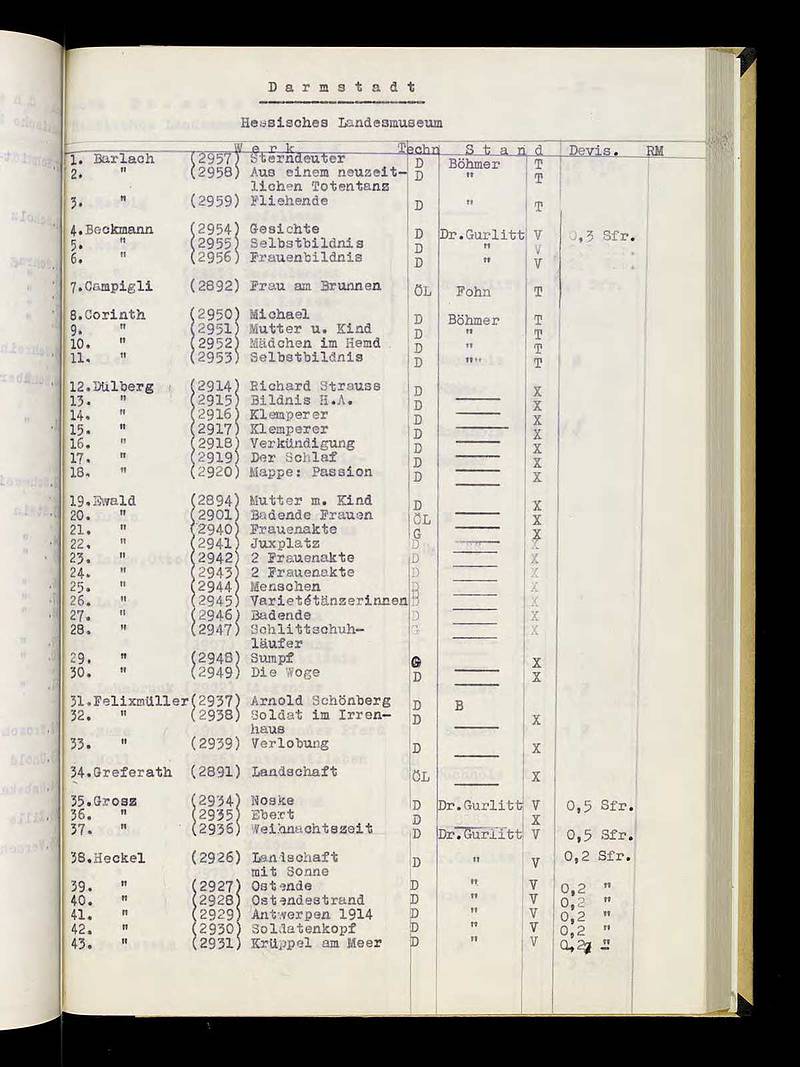 Darmstadt
Hessisches Landesmuseum
Werk Techn Stand Devis. RM
1. Barlach (2957) Sterndeuter D Böhmer T
2. " (2958) Aus einem neuzeit- D " T
lichen Totentanz
3. " (2959) Fliehende D " T
4.Beckmann (2954) Gesichte D Dr.Gurlitt V 0,3 Sfr.
5. " (2955) Selbstbildnis D " V
6. " (2956) Frauenbildnis D " V
7.Campigli (2892) Frau am Brunnen ÖL Fohn T
8.Corinth (2950) Michael D Böhmer T
9. " (2951) Mutter u. Kind D " T
10. " (2952) Mädchen im Hemd D " T
11. " (2953) Selbstbildnis D "" T
12.Dülberg (2914) Richard Strauss D X
13. " (2915) Bildnis H.A. D X
14. " (2916) Klemperer D X
15. " (2917) Klemperer D X
16. " (2918) Verkündigung D X
17. " (2919) Der Schlaf D X
18. " (2920) Mappe: Passion D X
19.Ewald (2894) Mutter m. Kind D X
20. " (2901) Badende Frauen ÖL X
21. " (2940) Frauenakte G X
22. " (2941) Juxplatz D X
23. " (2942) 2 Frauenakte D X
24. " (2943) 2 Frauenakte D X
25. " (2944) Menschen D X
26. " (2945) Varietétänzerinnen D X
27. " (2946) Badende D X
28. " (2947) Schlittschuh- G X
läufer
29. " (2948) Sumpf G X
30. " (2949) Die Woge D X
31.Felixmüller (2937) Arnold Schönberg D B
32. " (2938) Soldat im Irren- D X
haus
33. " (2939) Verlobung D X
34.Greferath (2891) Landschaft ÖL X
35.Grosz (2934) Noske D Dr.Gurlitt V 0,5 Sfr.
36. " (2935) Ebert D X
37. " (2936) Weihnachtszeit D Dr.Gurlitt V 0,5 Sfr.
38.Heckel (2926) Landschaft D " V 0,2 Sfr.
mit Sonne
39. " (2927) Ostende D " V 0,2 "
40. " (2928) Ostendestrand D " V 0,2 "
41. " (2929) Antwerpen 1914 D " V 0,2 "
42. " (2930) Soldatenkopf D " V 0,2 "
43. " (2931) Krüppel am Meer D " V 0,2 "